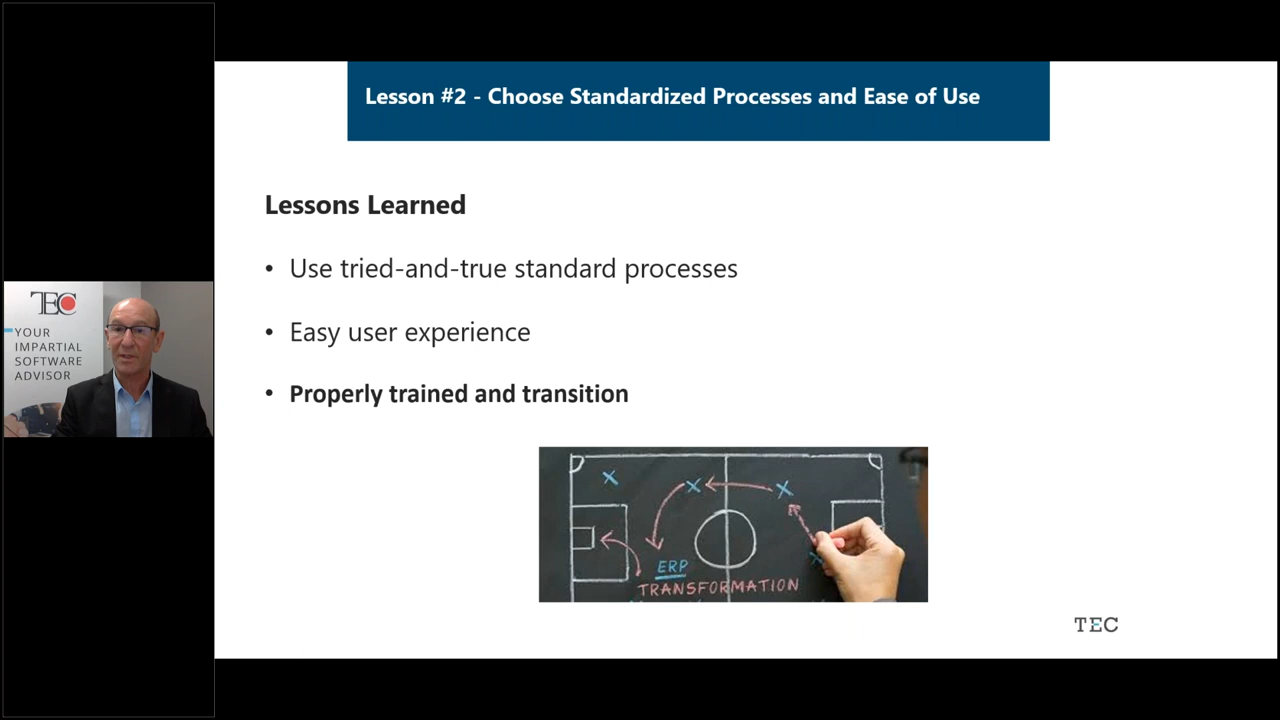 Lesson #2 - Choose Standardized Processes and Ease of Use
Lessons Learned
• Use tried-and-true standard processes
• Easy user experience
• Properly trained and transition
ERP
TRANSFORMATION
TEC
TEC
YOUR
IMPARTIAL
SOFTWARE
ADVISOR